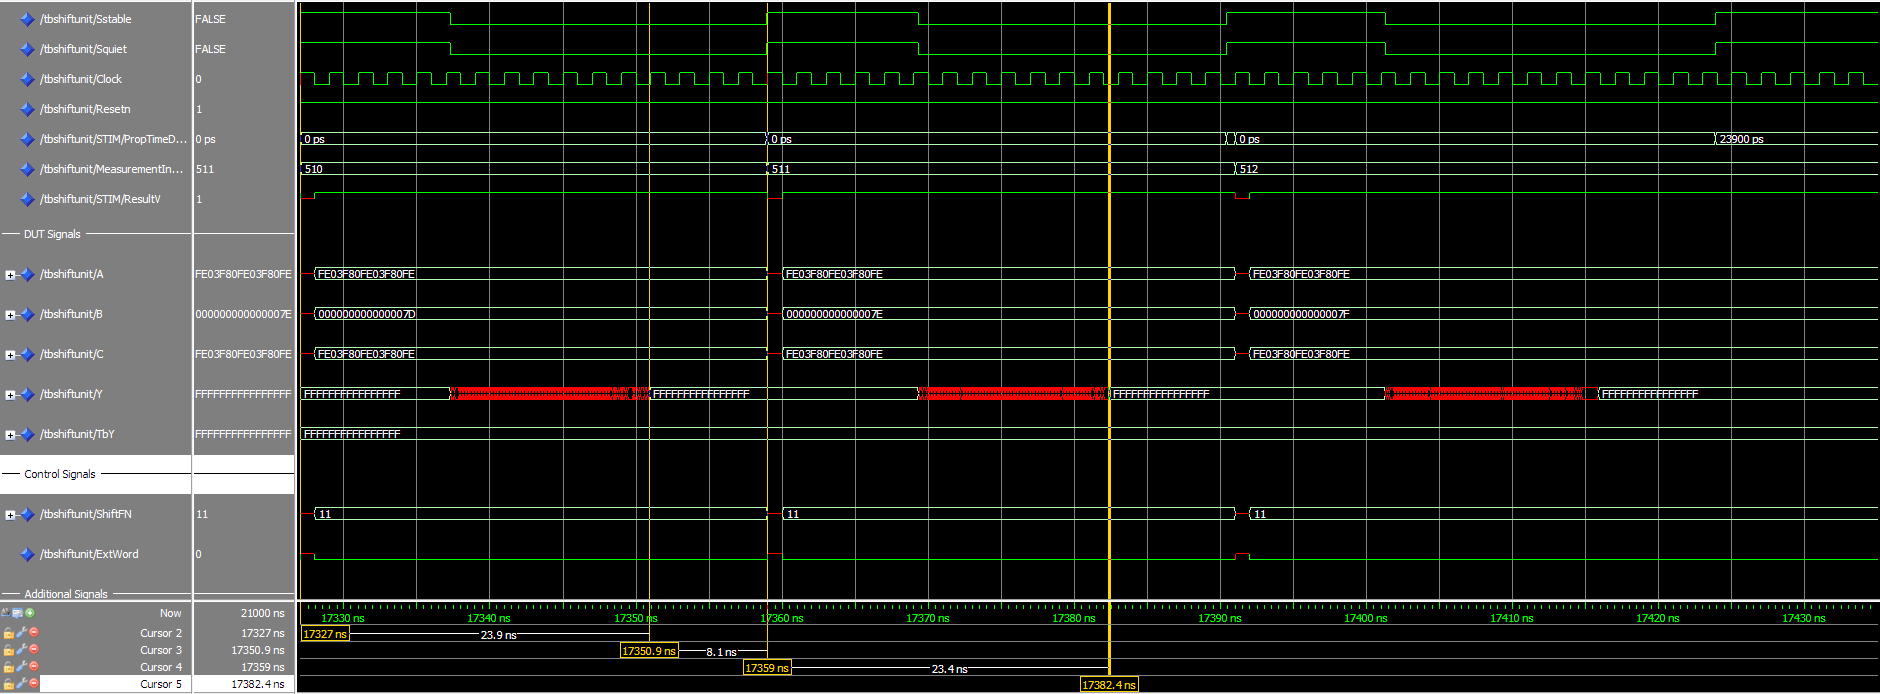 /tbshiftunit/Sstable FALSE
/tbshiftunit/Squiet FALSE
/tbshiftunit/Clock 0
/tbshiftunit/Resetn 1
/tbshiftunit/STIM/PropTimeD... 0 ps 0 ps 0 ps 0 ps 23900 ps
/tbshiftunit/MeasurementIn... 511 510 511 512
/tbshiftunit/STIM/ResultV 1
DUT Signals
/tbshiftunit/A FE03F80FE03F80FE FE03F80FE03F80FE FE03F80FE03F80FE FE03F80FE03F80FE
/tbshiftunit/B 000000000000007E 000000000000007D 000000000000007E 000000000000007F
/tbshiftunit/C FE03F80FE03F80FE FE03F80FE03F80FE FE03F80FE03F80FE FE03F80FE03F80FE
/tbshiftunit/Y FFFFFFFFFFFFFFFF FFFFFFFFFFFFFFFF FFFFFFFFFFFFFFFF FFFFFFFFFFFFFFFF FFFFFFFFFFFFFFFF
/tbshiftunit/TbY FFFFFFFFFFFFFFFF FFFFFFFFFFFFFFFF
Control Signals
/tbshiftunit/ShiftFN 11 11 11 11
/tbshiftunit/ExtWord 0
Additional Signals
Now 21000 ns 17330 ns 17340 ns 17350 ns 17360 ns 17370 ns 17380 ns 17390 ns 17400 ns 17410 ns 17420 ns 17430 ns
Cursor 2 17327 ns 17327 ns 23.9 ns
Cursor 3 17350.9 ns 17350.9 ns 8.1 ns
Cursor 4 17359 ns 17359 ns 23.4 ns
Cursor 5 17382.4 ns 17382.4 ns